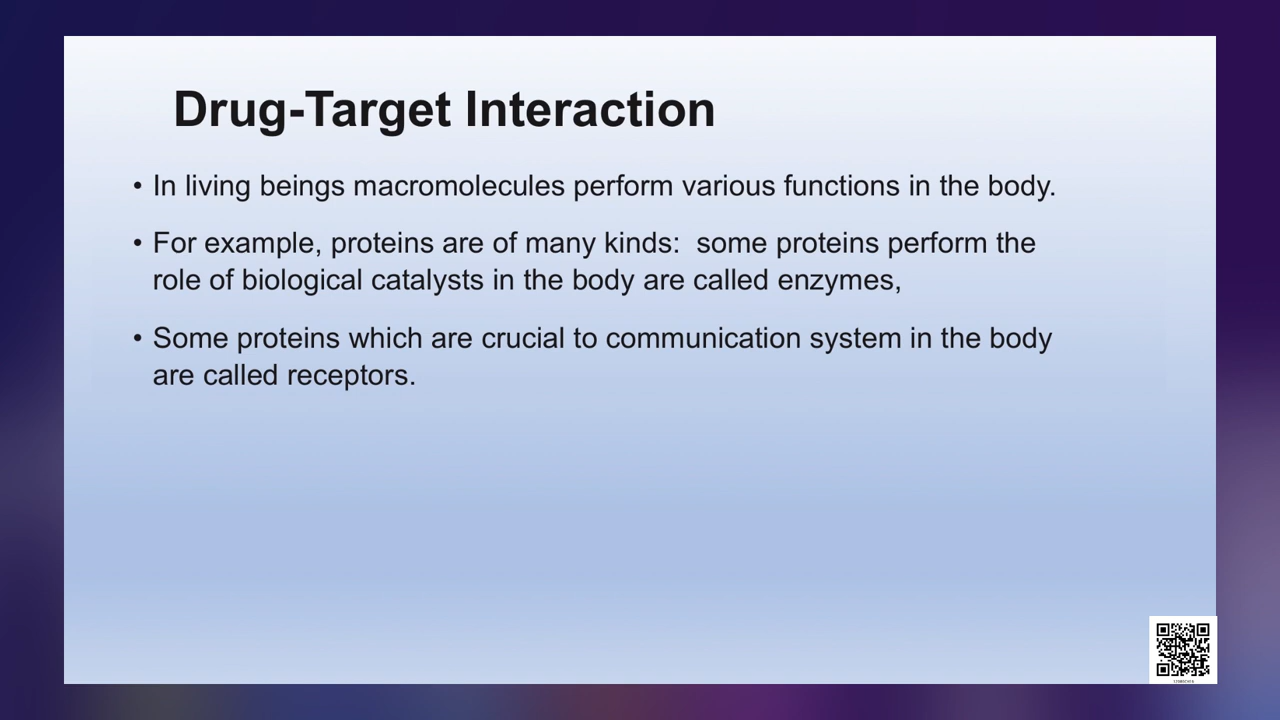 Drug-Target Interaction
• In living beings macromolecules perform various functions in the body.
• For example, proteins are of many kinds:  some proteins perform the
role of biological catalysts in the body are called enzymes,
• Some proteins which are crucial to communication system in the body
are called receptors.